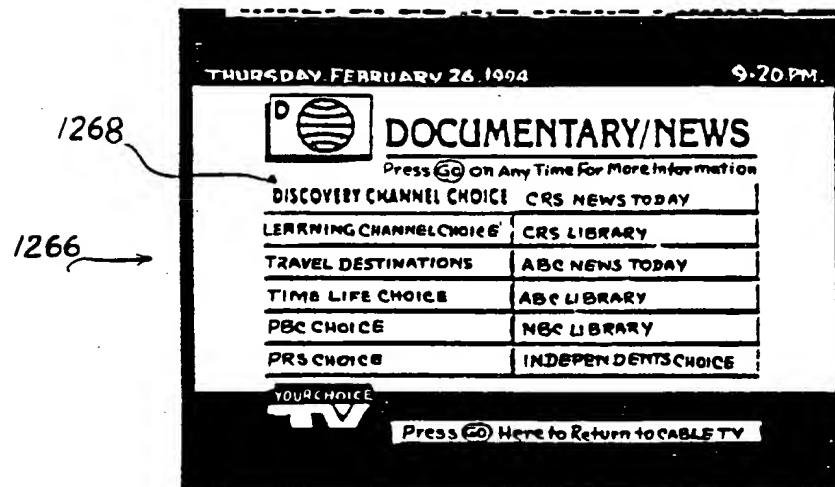 THURSDAY. FEBRUARY 26. 1994 9.20 PM.
D
DOCUMENTARY/NEWS
1268
Press GO on Any Time For More Information
DISCOVERY CHANNEL CHOICE CRS NEWS TODAY
LEARNING CHANNEL CHOICE CRS LIBRARY
1266
TRAVEL DESTINATIONS ABC NEWS TODAY
TIME LIFE CHOICE ABC LIBRARY
PBC CHOICE NBC LIBRARY
PRS CHOICE INDEPENDENTS CHOICE
YOUR CHOICE
TV
Press GO Here to Return to CABLE TV